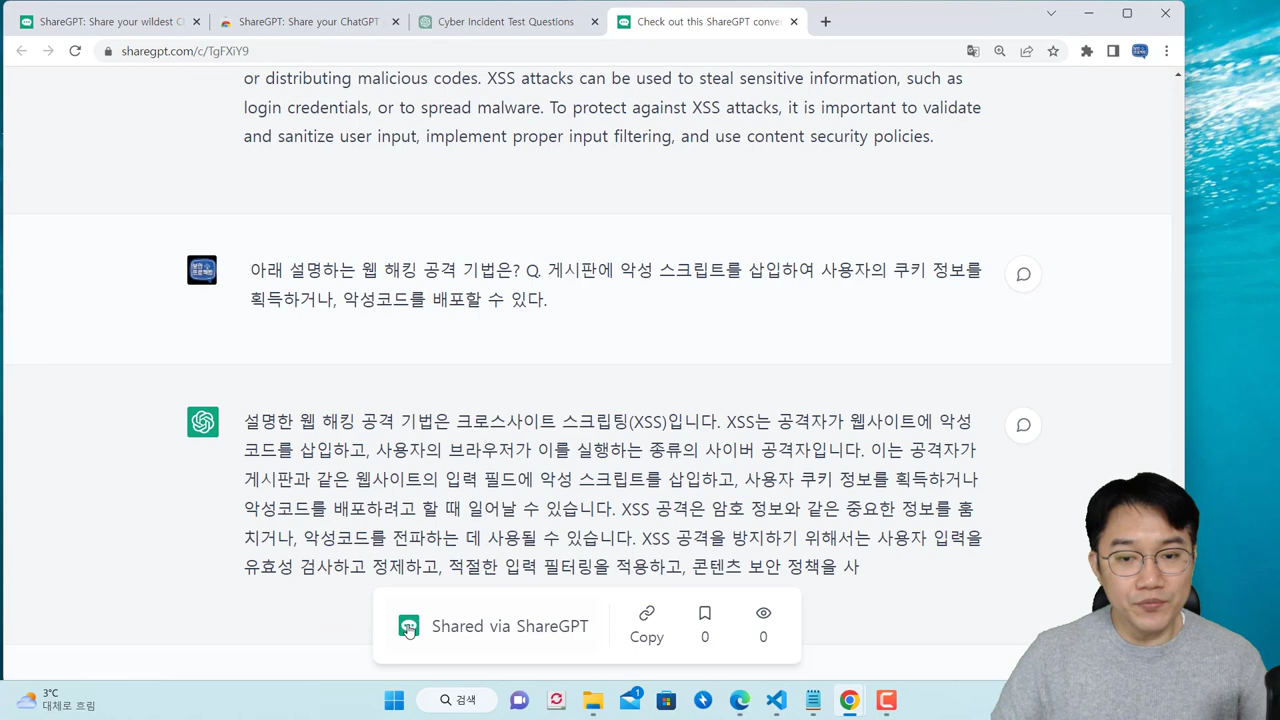 ShareGPT: Share your wildest Ch
ShareGPT: Share your ChatGPT
Cyber Incident Test Questions
Check out this ShareGPT conver
sharegpt.com/c/TgFXiY9
or distributing malicious codes. XSS attacks can be used to steal sensitive information, such as
login credentials, or to spread malware. To protect against XSS attacks, it is important to validate
and sanitize user input, implement proper input filtering, and use content security policies.
아래 설명하는 웹 해킹 공격 기법은? Q. 게시판에 악성 스크립트를 삽입하여 사용자의 쿠키 정보를
획득하거나, 악성코드를 배포할 수 있다.
설명한 웹 해킹 공격 기법은 크로스사이트 스크립팅(XSS)입니다. XSS는 공격자가 웹사이트에 악성
코드를 삽입하고, 사용자의 브라우저가 이를 실행하는 종류의 사이버 공격자입니다. 이는 공격자가
게시판과 같은 웹사이트의 입력 필드에 악성 스크립트를 삽입하고, 사용자 쿠키 정보를 획득하거나
악성코드를 배포하려고 할 때 일어날 수 있습니다. XSS 공격은 암호 정보와 같은 중요한 정보를 훔
치거나, 악성코드를 전파하는 데 사용될 수 있습니다. XSS 공격을 방지하기 위해서는 사용자 입력을
유효성 검사하고 정제하고, 적절한 입력 필터링을 적용하고, 콘텐츠 보안 정책을 사
Shared via ShareGPT
Copy
0
0
3°C
대체로 흐림
검색
1